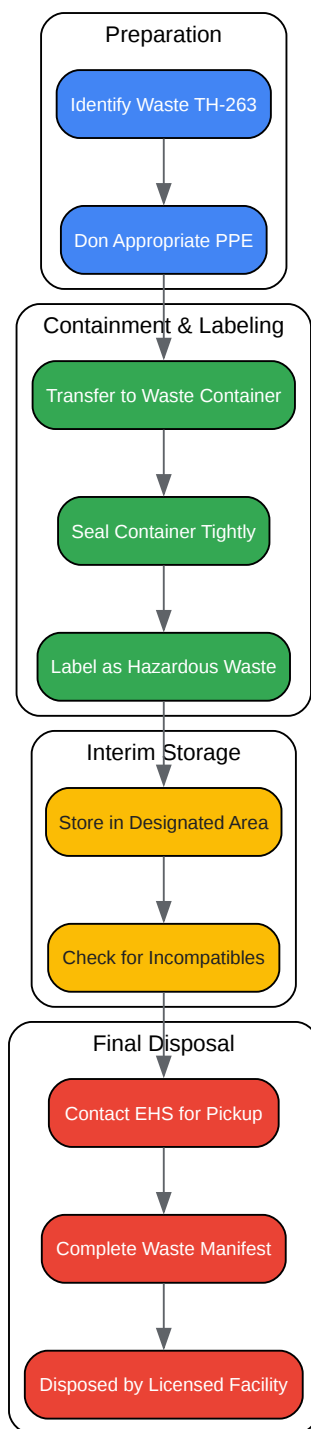 Preparation
Identify Waste TH-263
Don Appropriate PPE
Containment & Labeling
Transfer to Waste Container
Seal Container Tightly
Label as Hazardous Waste
Interim Storage
Store in Designated Area
Check for Incompatibles
Final Disposal
Contact EHS for Pickup
Complete Waste Manifest
Disposed by Licensed Facility